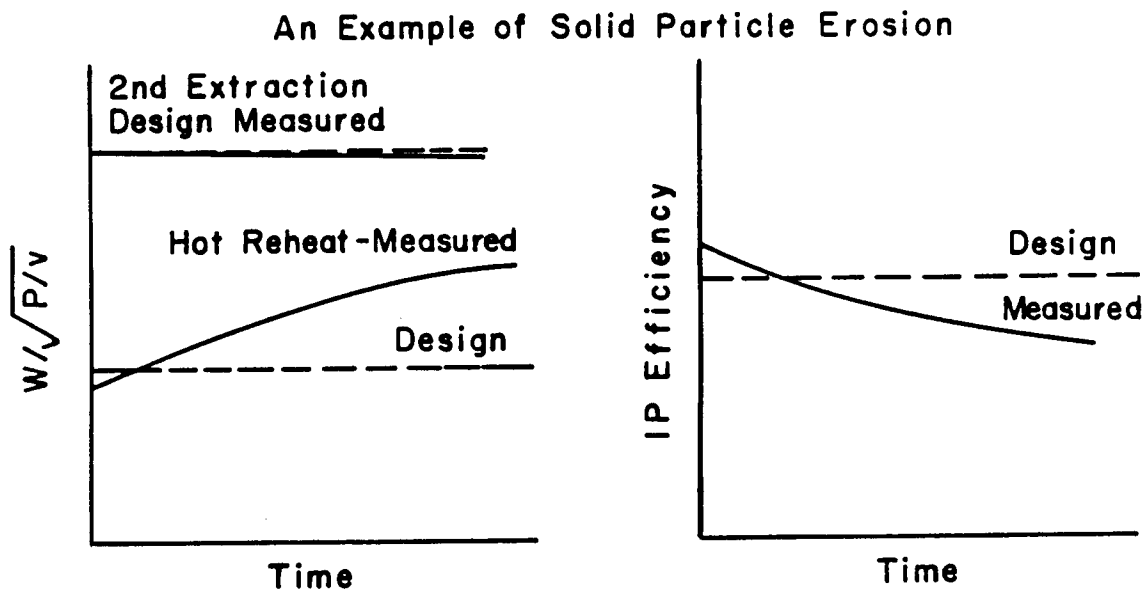 An Example of Solid Particle Erosion
2nd Extraction
Design Measured
Hot Reheat-Measured
Design
W/√P/v
Time
Design
Measured
IP Efficiency
Time